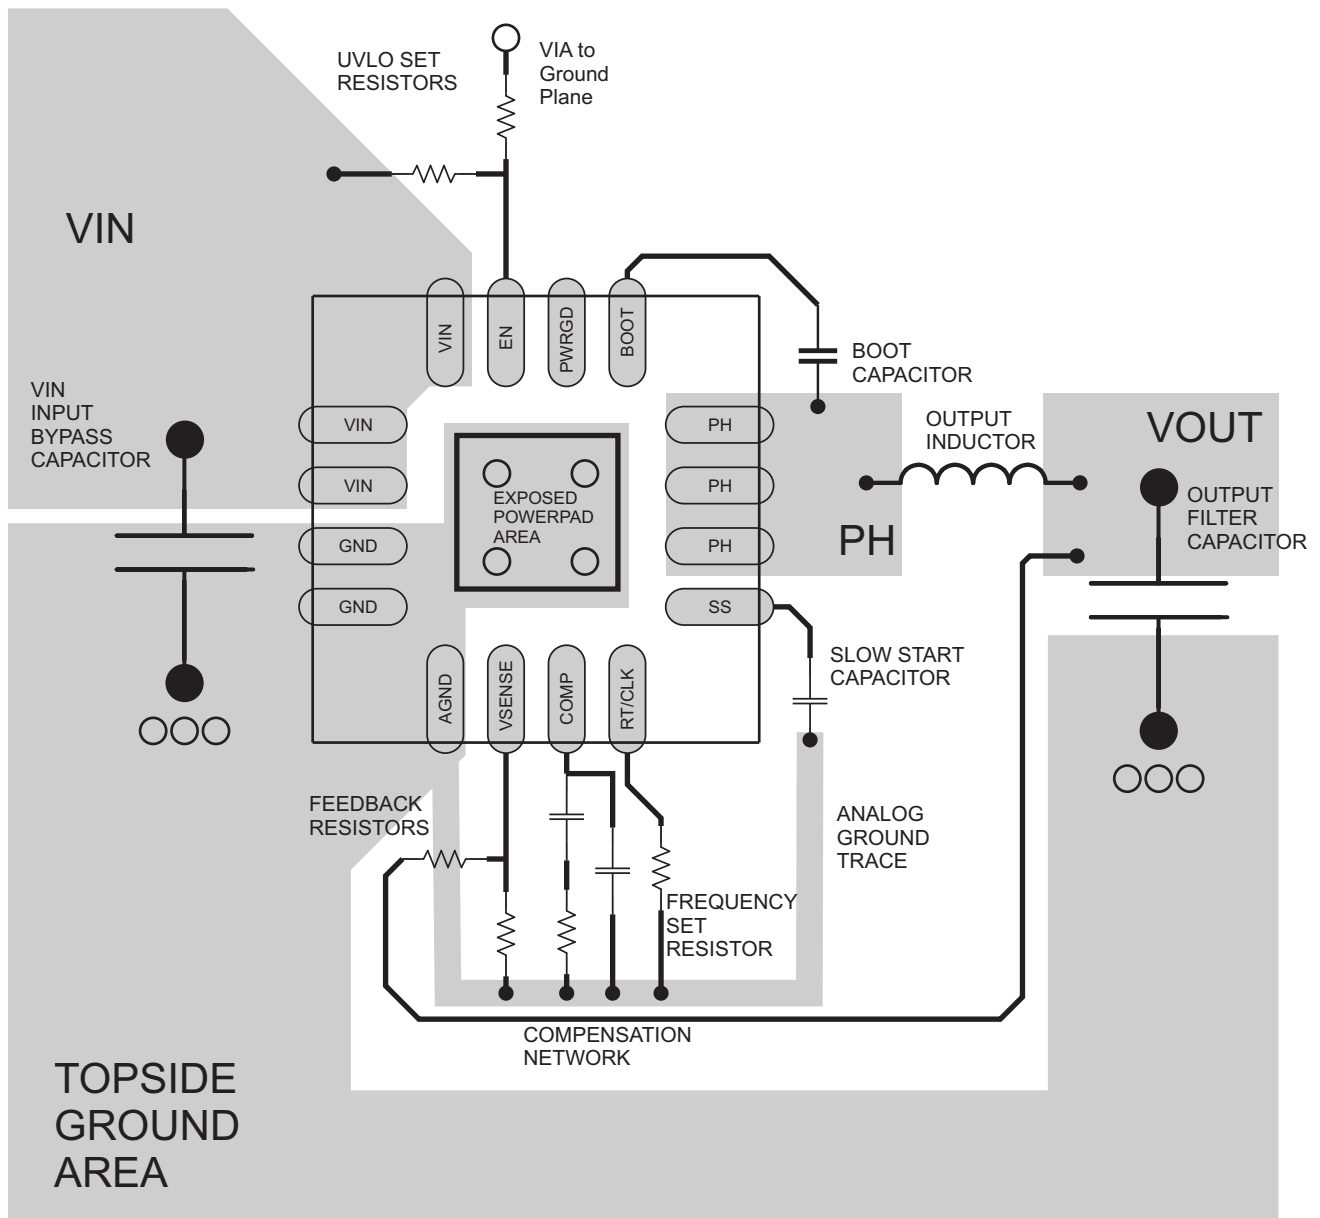 UVLO SET
RESISTORS
VIA to
Ground
Plane
VIN
VIN
EN
PWRGD
BOOT
BOOT
CAPACITOR
VIN
INPUT
BYPASS
CAPACITOR
VIN
VIN
GND
GND
EXPOSED
POWERPAD
AREA
PH
PH
PH
SS
PH
OUTPUT
INDUCTOR
VOUT
OUTPUT
FILTER
CAPACITOR
SLOW START
CAPACITOR
AGND
VSENSE
COMP
RT/CLK
FEEDBACK
RESISTORS
ANALOG
GROUND
TRACE
FREQUENCY
SET
RESISTOR
COMPENSATION
NETWORK
TOPSIDE
GROUND
AREA